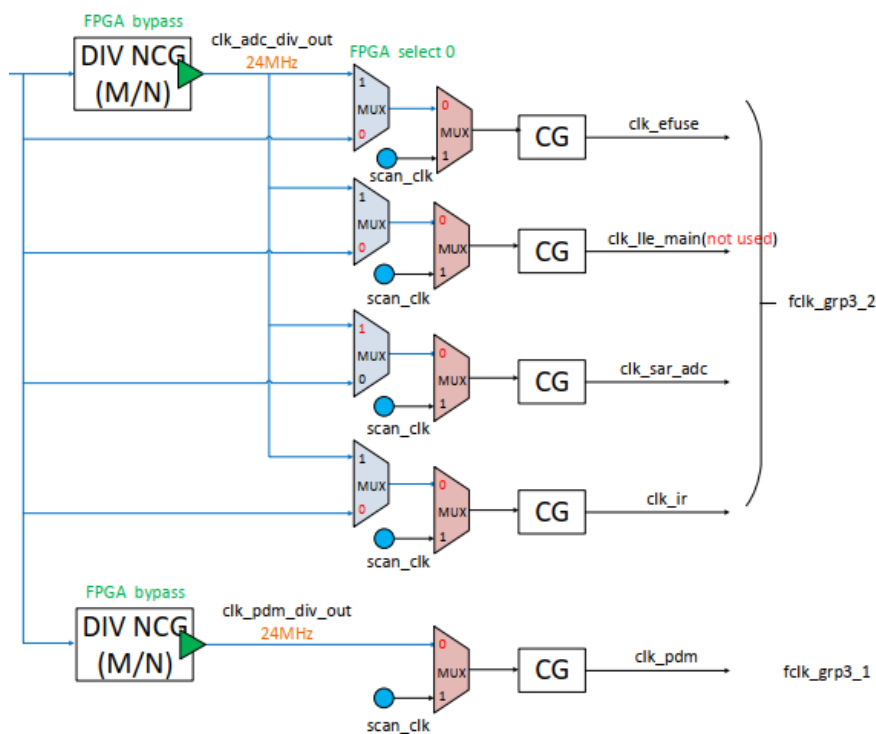 FPGA bypass
DIV NCG
(M/N)
clk_adc_div_out
24MHz
FPGA select 0
1
MUX
0
0
MUX
1
scan_clk
CG
clk_efuse
1
MUX
0
0
MUX
1
scan_clk
CG
clk_lle_main(not used)
fclk_grp3_2
1
MUX
0
0
MUX
1
scan_clk
CG
clk_sar_adc
1
MUX
0
0
MUX
1
scan_clk
CG
clk_ir
FPGA bypass
DIV NCG
(M/N)
clk_pdm_div_out
24MHz
0
MUX
1
scan_clk
CG
clk_pdm
fclk_grp3_1